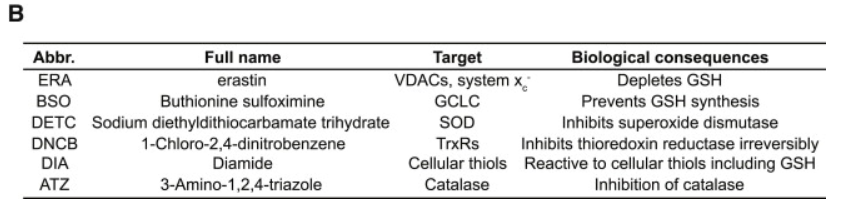 B
Abbr. Full name Target Biological consequences
ERA erastin VDACs, system xc- Depletes GSH
BSO Buthionine sulfoximine GCLC Prevents GSH synthesis
DETC Sodium diethyldithiocarbamate trihydrate SOD Inhibits superoxide dismutase
DNCB 1-Chloro-2,4-dinitrobenzene TrxRs Inhibits thioredoxin reductase irreversibly
DIA Diamide Cellular thiols Reactive to cellular thiols including GSH
ATZ 3-Amino-1,2,4-triazole Catalase Inhibition of catalase